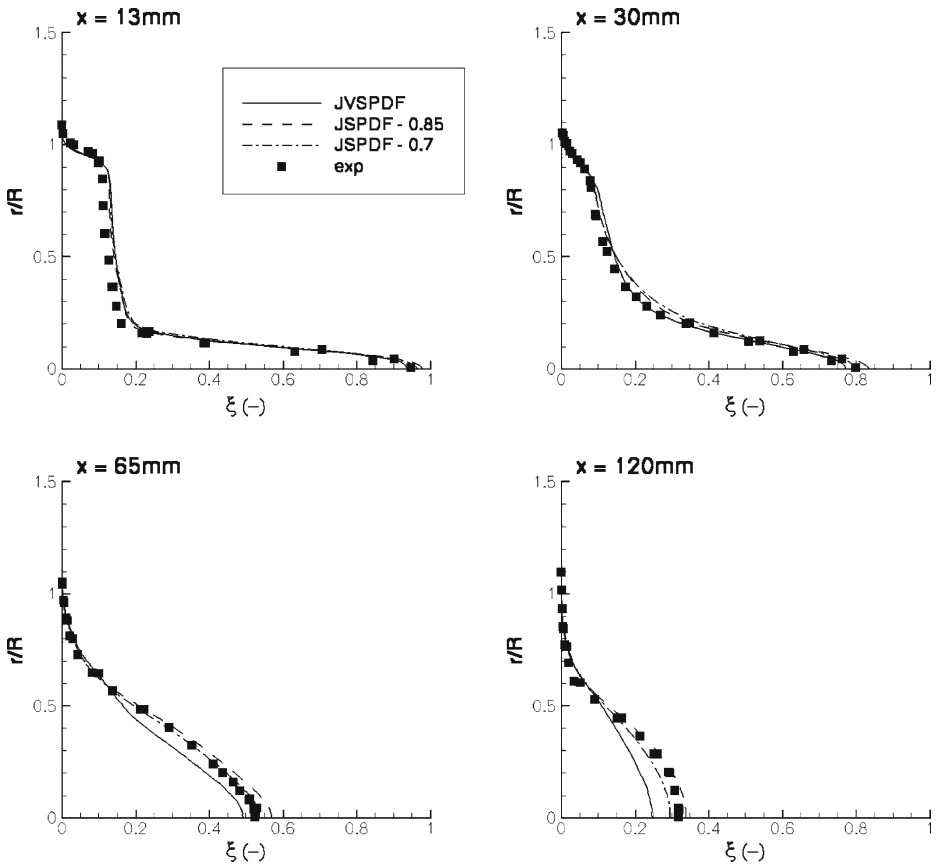 x = 13mm
1.5
1
0.5
0
r/R
0
0.2
0.4
0.6
0.8
1
ξ (-)
JVSPDF
JSPDF - 0.85
JSPDF - 0.7
exp
x = 30mm
1.5
1
0.5
0
r/R
0
0.2
0.4
0.6
0.8
1
ξ (-)
x = 65mm
1.5
1
0.5
0
r/R
0
0.2
0.4
0.6
0.8
1
ξ (-)
x = 120mm
1.5
1
0.5
0
r/R
0
0.2
0.4
0.6
0.8
1
ξ (-)